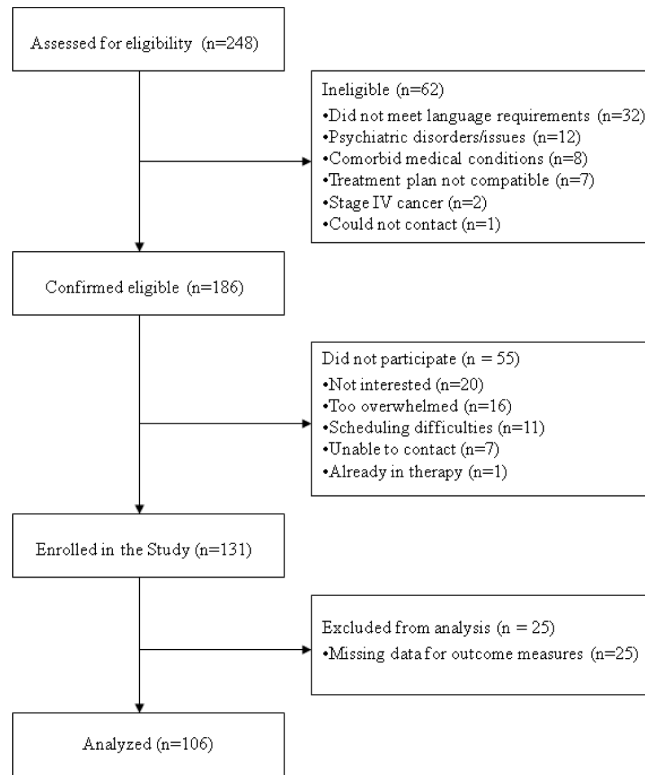 Assessed for eligibility (n=248)
Ineligible (n=62)
•Did not meet language requirements (n=32)
•Psychiatric disorders/issues (n=12)
•Comorbid medical conditions (n=8)
•Treatment plan not compatible (n=7)
•Stage IV cancer (n=2)
•Could not contact (n=1)
Confirmed eligible (n=186)
Did not participate (n = 55)
•Not interested (n=20)
•Too overwhelmed (n=16)
•Scheduling difficulties (n=11)
•Unable to contact (n=7)
•Already in therapy (n=1)
Enrolled in the Study (n=131)
Excluded from analysis (n = 25)
•Missing data for outcome measures (n=25)
Analyzed (n=106)